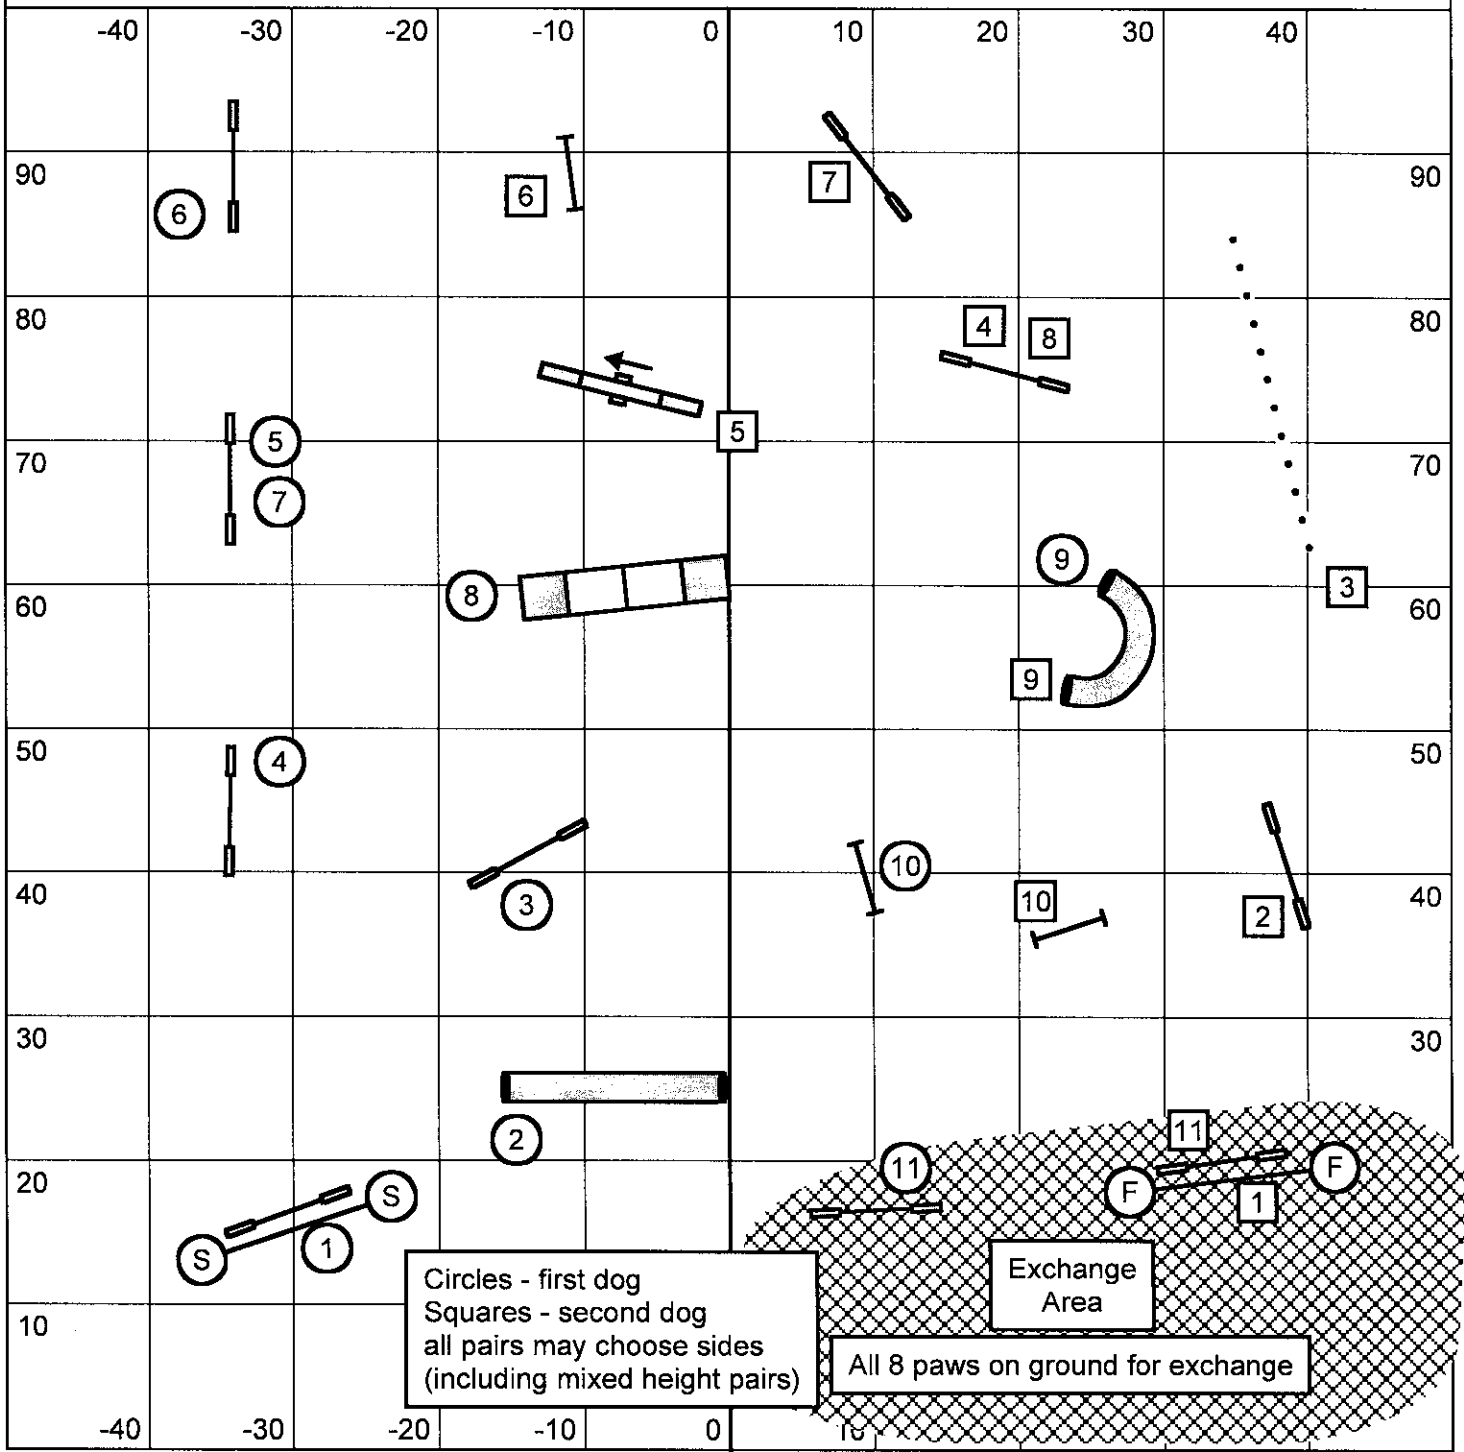 -40 -30 -20 -10 0 10 20 30 40
90 90
6 6 7
80 80
4 8
5 5
70 70
7
9
8 3
60 60
9
50 50
4
40 40
3 10 10 2
30 30
2 11
11
20
S F F
S 1 1
Circles - first dog
Squares - second dog
all pairs may choose sides
(including mixed height pairs)
Exchange
Area
10
All 8 paws on ground for exchange
-40 -30 -20 -10 0